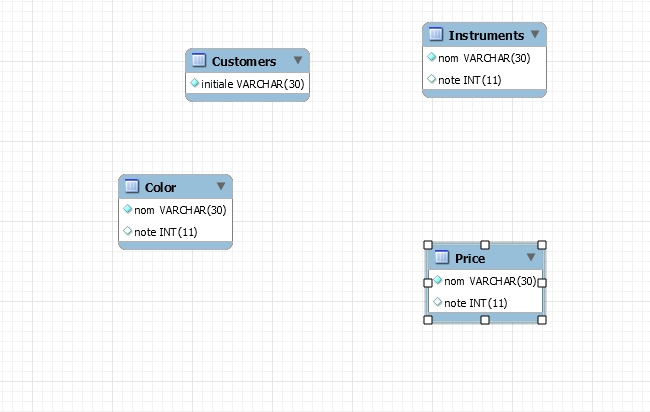 Customers
initiale VARCHAR(30)
Instruments
nom VARCHAR(30)
note INT(11)
Color
nom VARCHAR(30)
note INT(11)
Price
nom VARCHAR(30)
note INT(11)